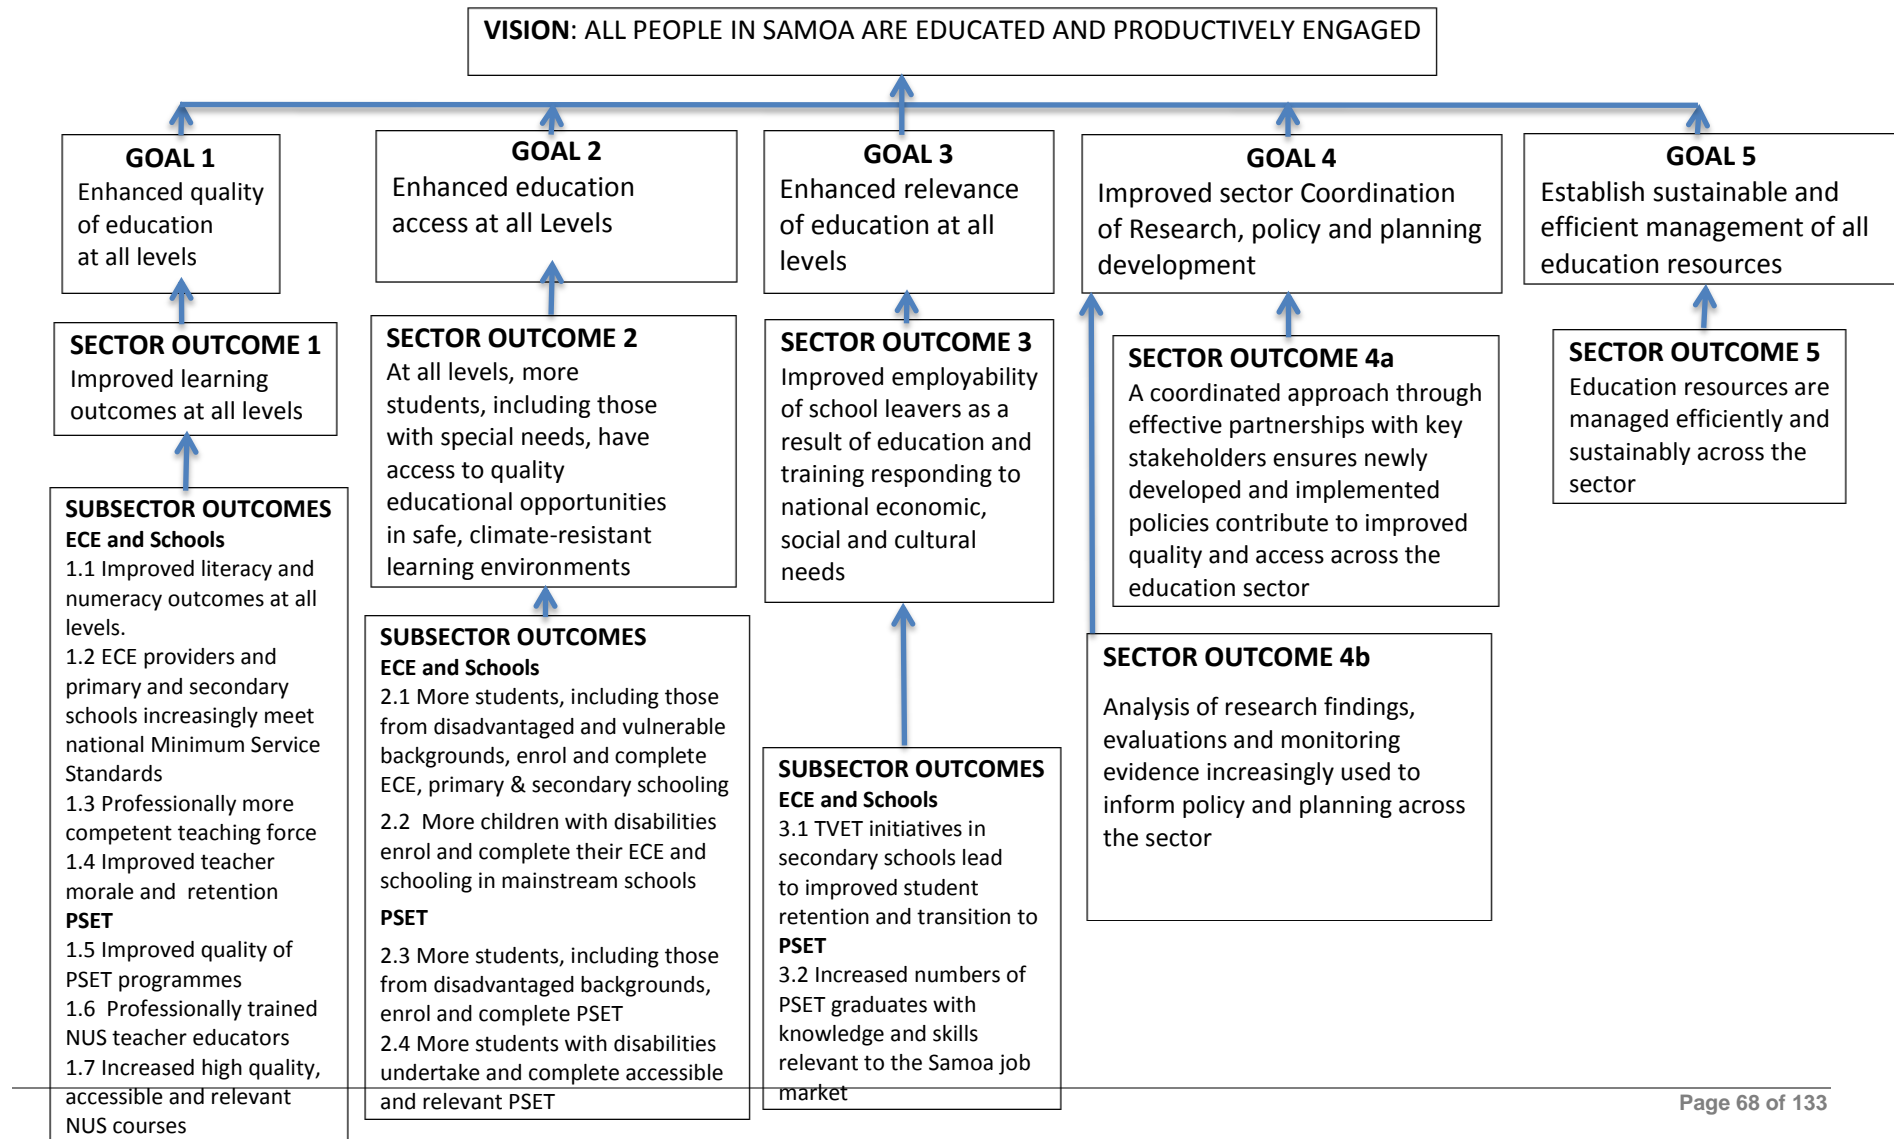 VISION: ALL PEOPLE IN SAMOA ARE EDUCATED AND PRODUCTIVELY ENGAGED
GOAL 1
Enhanced quality
of education
at all levels
GOAL 2
Enhanced education
access at all Levels
GOAL 3
Enhanced relevance
of education at all
levels
GOAL 4
Improved sector Coordination
of Research, policy and planning
development
GOAL 5
Establish sustainable and
efficient management of all
education resources
SECTOR OUTCOME 1
Improved learning
outcomes at all levels
SECTOR OUTCOME 2
At all levels, more
students, including those
with special needs, have
access to quality
educational opportunities
in safe, climate-resistant
learning environments
SECTOR OUTCOME 3
Improved employability
of school leavers as a
result of education and
training responding to
national economic,
social and cultural
needs
SECTOR OUTCOME 4a
A coordinated approach through
effective partnerships with key
stakeholders ensures newly
developed and implemented
policies contribute to improved
quality and access across the
education sector
SECTOR OUTCOME 5
Education resources are
managed efficiently and
sustainably across the
sector
SUBSECTOR OUTCOMES
ECE and Schools
1.1 Improved literacy and
numeracy outcomes at all
levels.
1.2 ECE providers and
primary and secondary
schools increasingly meet
national Minimum Service
Standards
1.3 Professionally more
competent teaching force
1.4 Improved teacher
morale and retention
PSET
1.5 Improved quality of
PSET programmes
1.6 Professionally trained
NUS teacher educators
1.7 Increased high quality,
accessible and relevant
NUS courses
SUBSECTOR OUTCOMES
ECE and Schools
2.1 More students, including those
from disadvantaged and vulnerable
backgrounds, enrol and complete
ECE, primary & secondary schooling
2.2 More children with disabilities
enrol and complete their ECE and
schooling in mainstream schools
PSET
2.3 More students, including those
from disadvantaged backgrounds,
enrol and complete PSET
2.4 More students with disabilities
undertake and complete accessible
and relevant PSET
SUBSECTOR OUTCOMES
ECE and Schools
3.1 TVET initiatives in
secondary schools lead
to improved student
retention and transition to
PSET
3.2 Increased numbers of
PSET graduates with
knowledge and skills
relevant to the Samoa job
market
SECTOR OUTCOME 4b
Analysis of research findings,
evaluations and monitoring
evidence increasingly used to
inform policy and planning across
the sector
Page 68 of 133